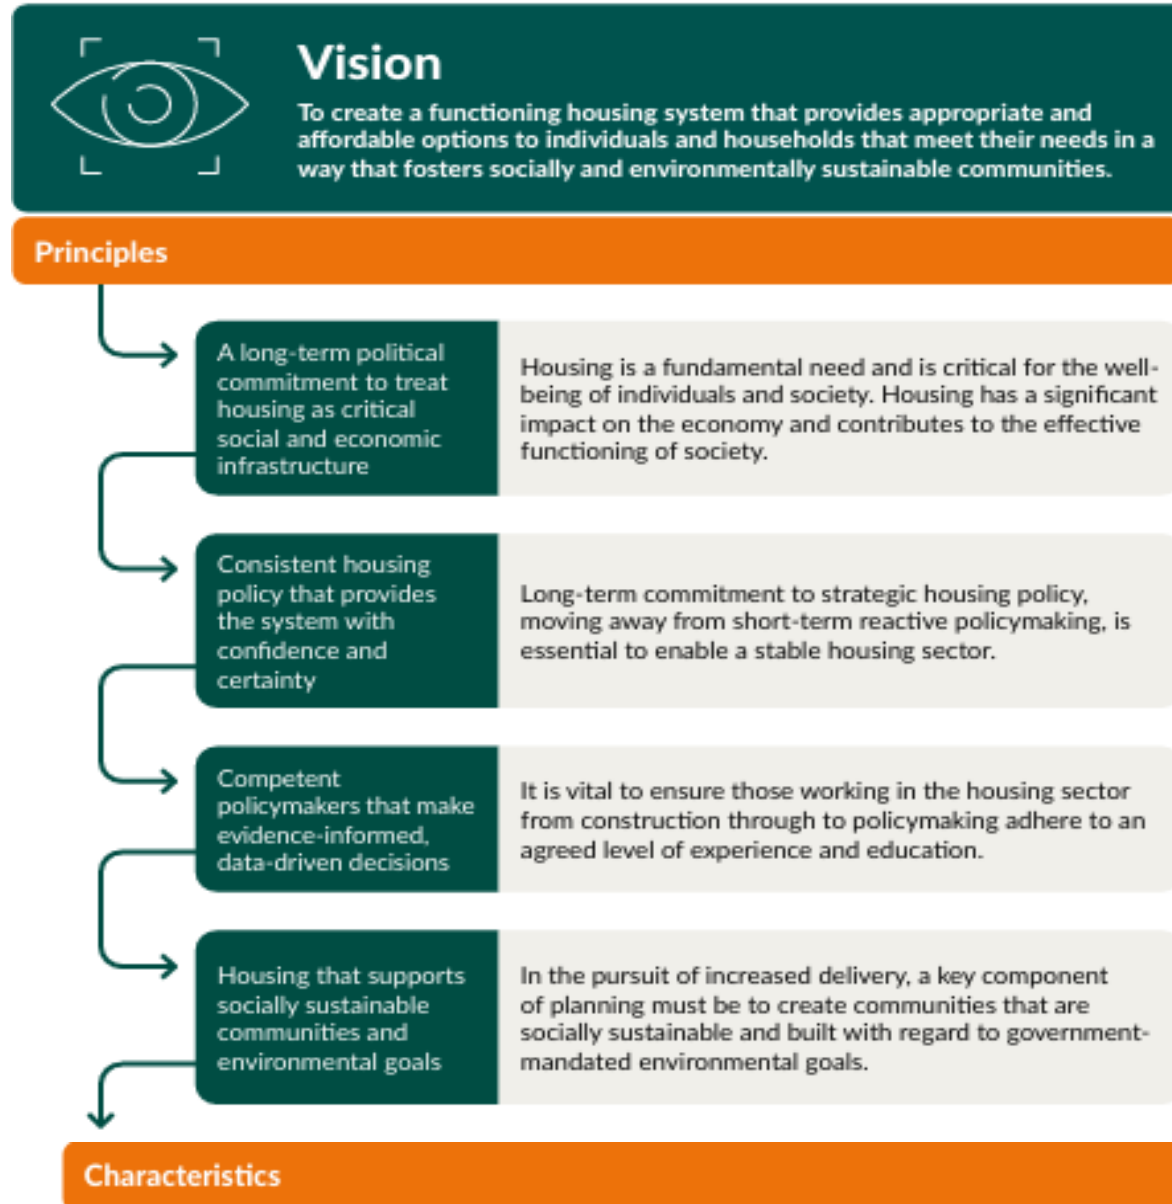 Vision
To create a functioning housing system that provides appropriate and
affordable options to individuals and households that meet their needs in a
way that fosters socially and environmentally sustainable communities.
Principles
A long-term political
commitment to treat
housing as critical
social and economic
infrastructure
Housing is a fundamental need and is critical for the well-
being of individuals and society. Housing has a significant
impact on the economy and contributes to the effective
functioning of society.
Consistent housing
policy that provides
the system with
confidence and
certainty
Long-term commitment to strategic housing policy,
moving away from short-term reactive policymaking, is
essential to enable a stable housing sector.
Competent
policymakers that make
evidence-informed,
data-driven decisions
It is vital to ensure those working in the housing sector
from construction through to policymaking adhere to an
agreed level of experience and education.
Housing that supports
socially sustainable
communities and
environmental goals
In the pursuit of increased delivery, a key component
of planning must be to create communities that are
socially sustainable and built with regard to government-
mandated environmental goals.
Characteristics